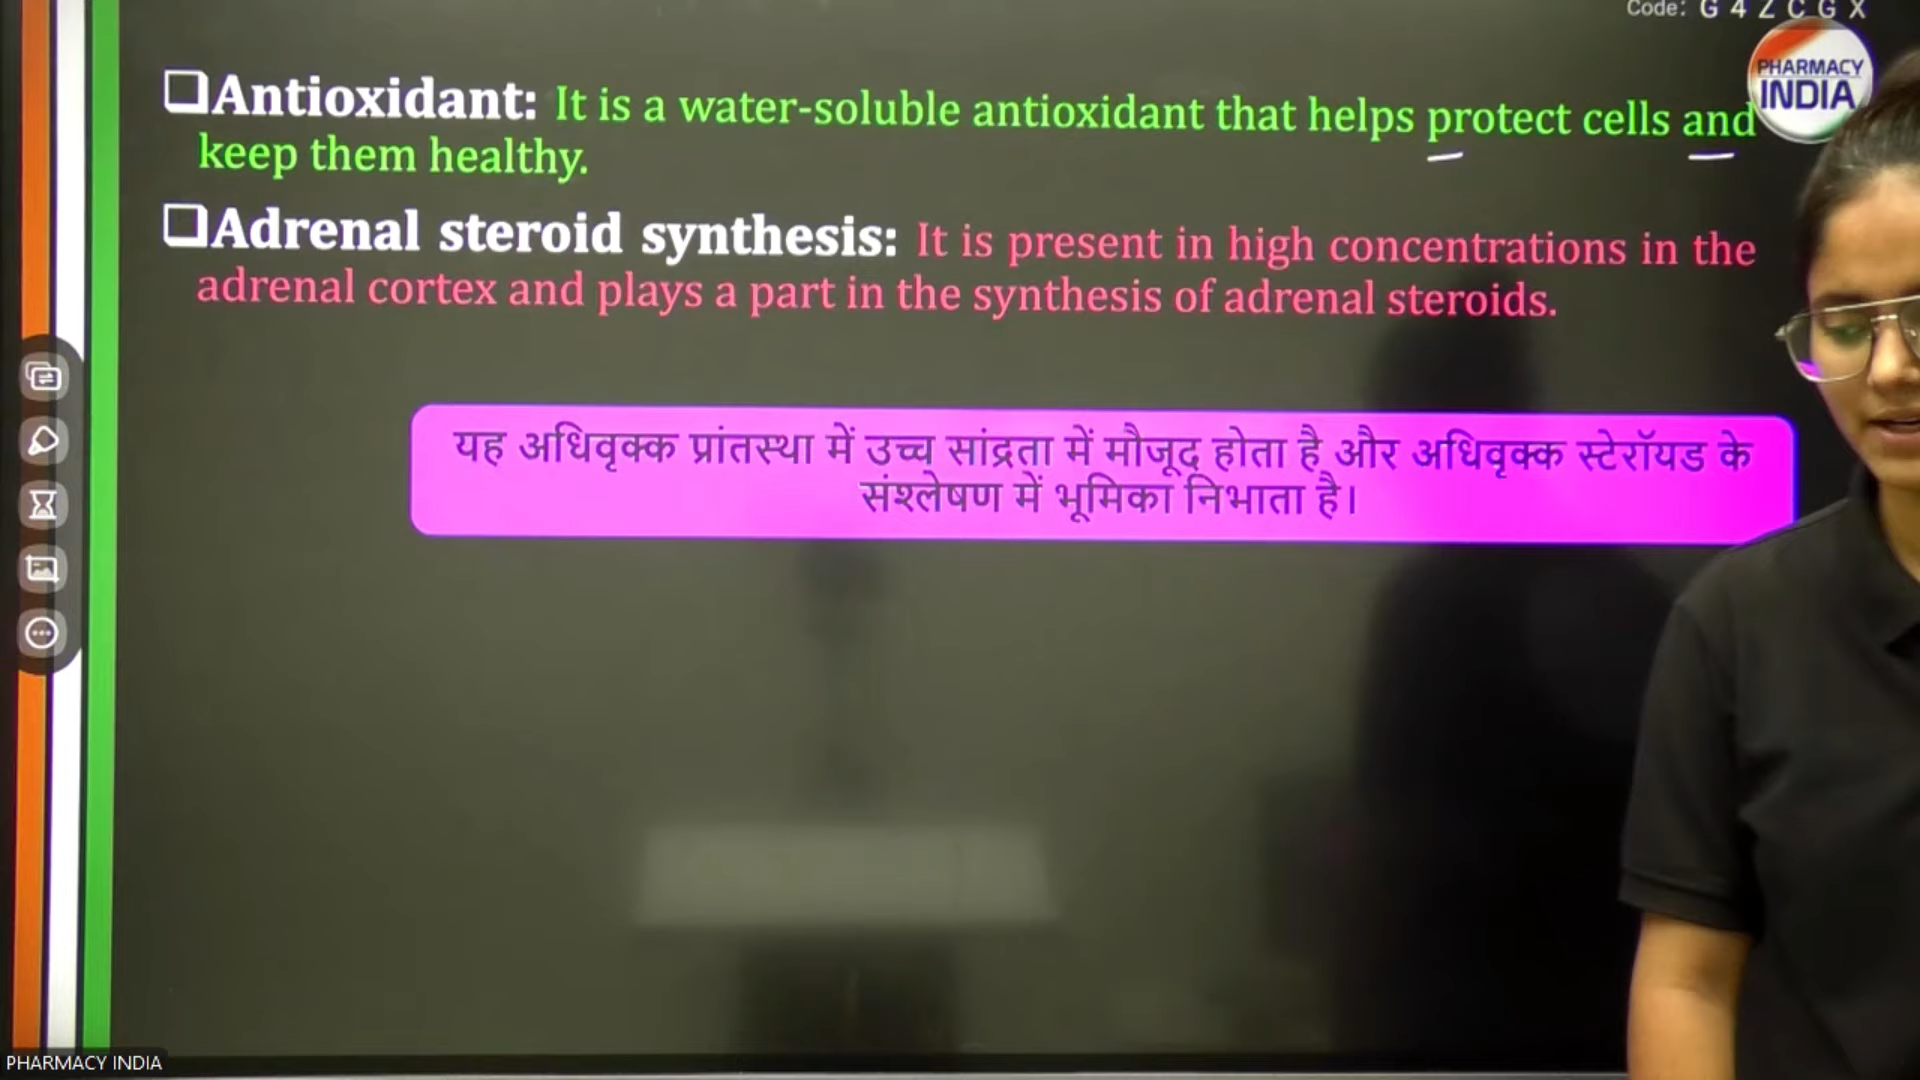 Code: G 4 Z C G X
PHARMACY
INDIA
❑Antioxidant: It is a water-soluble antioxidant that helps protect cells and
keep them healthy.
❑Adrenal steroid synthesis: It is present in high concentrations in the
adrenal cortex and plays a part in the synthesis of adrenal steroids.
यह अधिवृक्क प्रांतस्था में उच्च सांद्रता में मौजूद होता है और अधिवृक्क स्टेरॉयड के
संश्लेषण में भूमिका निभाता है।
PHARMACY INDIA